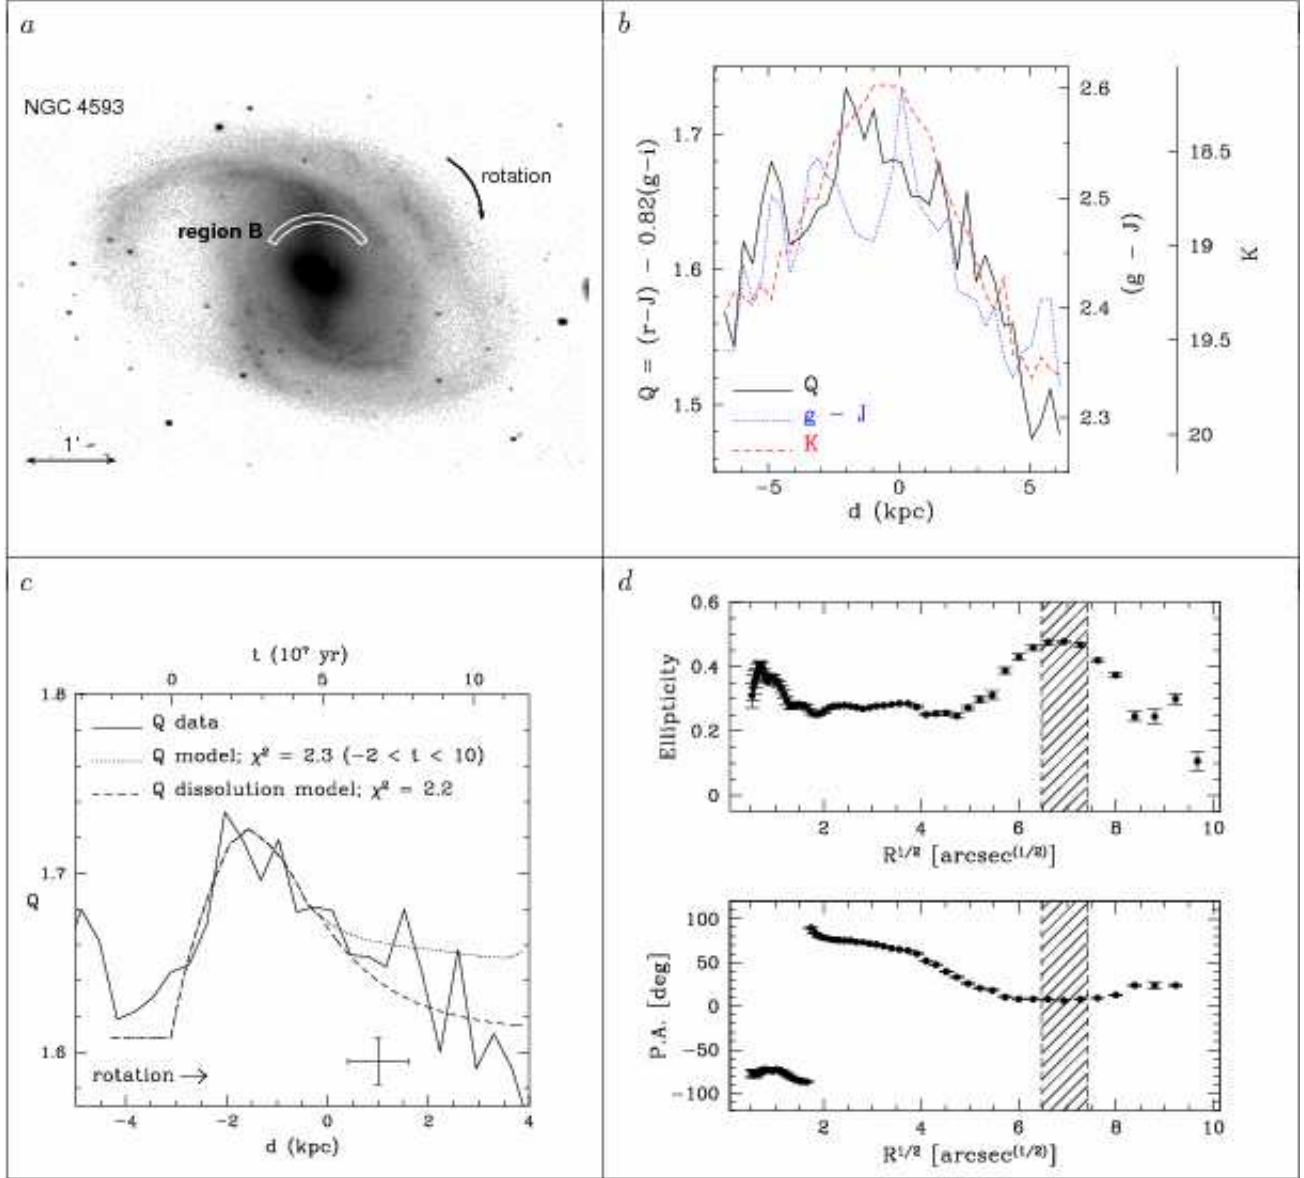 a
NGC 4593
rotation
region B
1'
b
Q = (r-J) - 0.82(g-i)
1.7
1.6
1.5
Q
g - J
K
-5
0
5
d (kpc)
2.6
2.5
2.4
2.3
(g - J)
18.5
19
19.5
20
K
c
t (10⁷ yr)
0
5
10
1.8
1.7
1.6
Q
Q data
Q model; χ² = 2.3 (-2 < t < 10)
Q dissolution model; χ² = 2.2
rotation →
-4
-2
0
2
4
d (kpc)
d
Ellipticity
0.6
0.4
0.2
0
2
4
6
8
10
R^1/2 [arcsec^(1/2)]
P.A. [deg]
100
50
0
-50
-100
2
4
6
8
10
R^1/2 [arcsec^(1/2)]